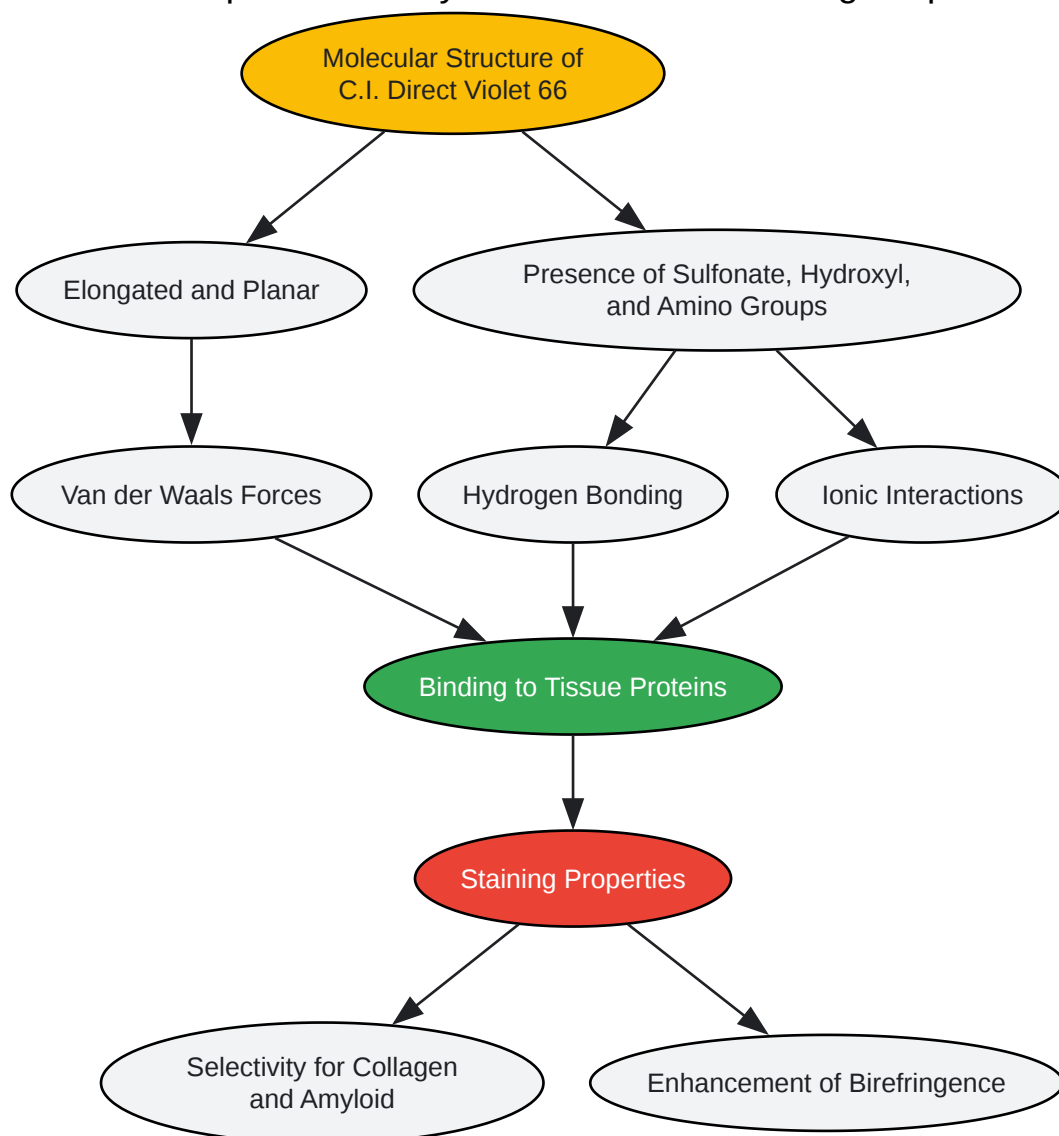 Molecular Structure of
C.I. Direct Violet 66
Elongated and Planar
Presence of Sulfonate, Hydroxyl,
and Amino Groups
Van der Waals Forces
Hydrogen Bonding
Ionic Interactions
Binding to Tissue Proteins
Staining Properties
Selectivity for Collagen
and Amyloid
Enhancement of Birefringence